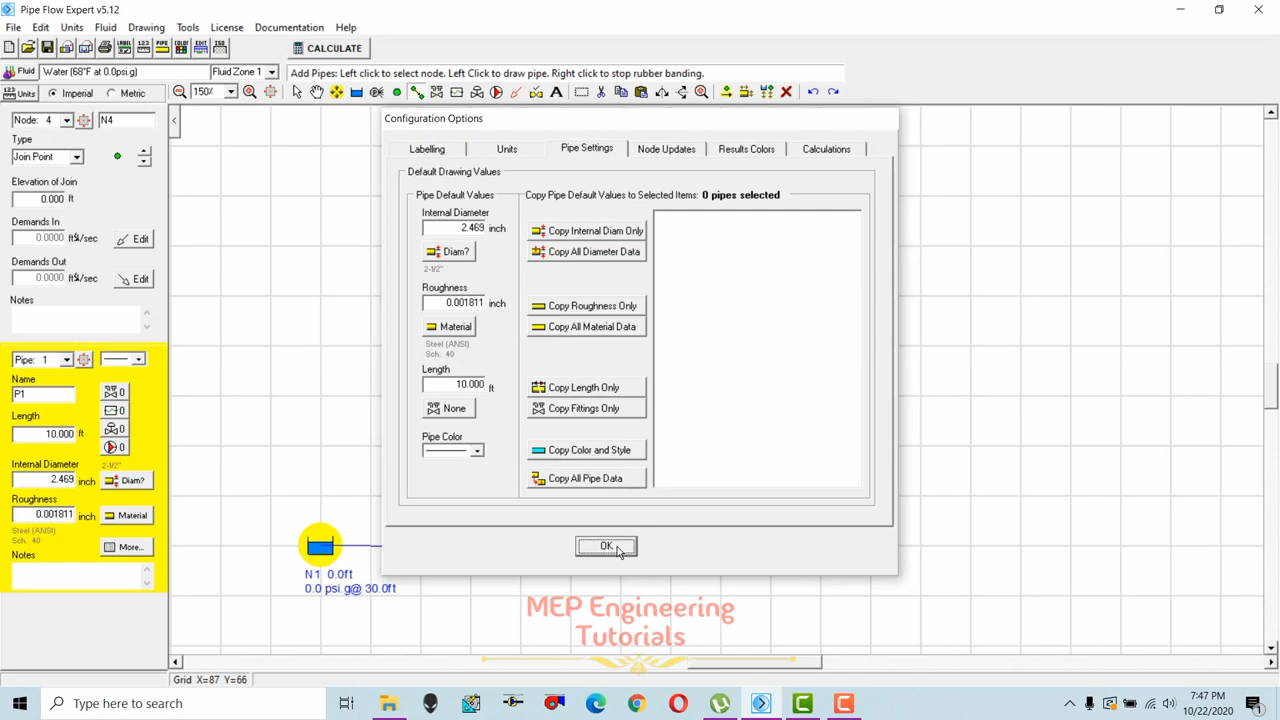 Pipe Flow Expert v5.12
File Edit Units Fluid Drawing Tools License Documentation Help
CALCULATE
Fluid Water (68°F at 0.0psi.g) Fluid Zone 1 Add Pipes: Left click to select node. Left Click to draw pipe. Right click to stop rubber banding.
Units Imperial Metric 150%
Node: 4 N4
Type
Join Point
Elevation of Join
0.000 ft
Demands In
0.0000 ft³/sec Edit
Demands Out
0.0000 ft³/sec Edit
Notes
Pipe: 1
Name
P1 0
Length 0
10.000 ft 0
0
Internal Diameter 2-1/2"
2.469 inch Diam?
Roughness
0.001811 inch Material
Steel (ANSI)
Sch. 40 More...
Notes
Configuration Options
Labelling Units Pipe Settings Node Updates Results Colors Calculations
Default Drawing Values
Pipe Default Values Copy Pipe Default Values to Selected Items: 0 pipes selected
Internal Diameter
2.469 inch Copy Internal Diam Only
Diam? Copy All Diameter Data
2-1/2"
Roughness
0.001811 inch Copy Roughness Only
Material Copy All Material Data
Steel (ANSI)
Sch. 40
Length
10.000 ft Copy Length Only
None Copy Fittings Only
Pipe Color
Copy Color and Style
Copy All Pipe Data
OK
N1 0.0ft
0.0 psi.g@ 30.0ft
MEP Engineering
Tutorials
Grid X=87 Y=66
Type here to search
7:47 PM
10/22/2020
1